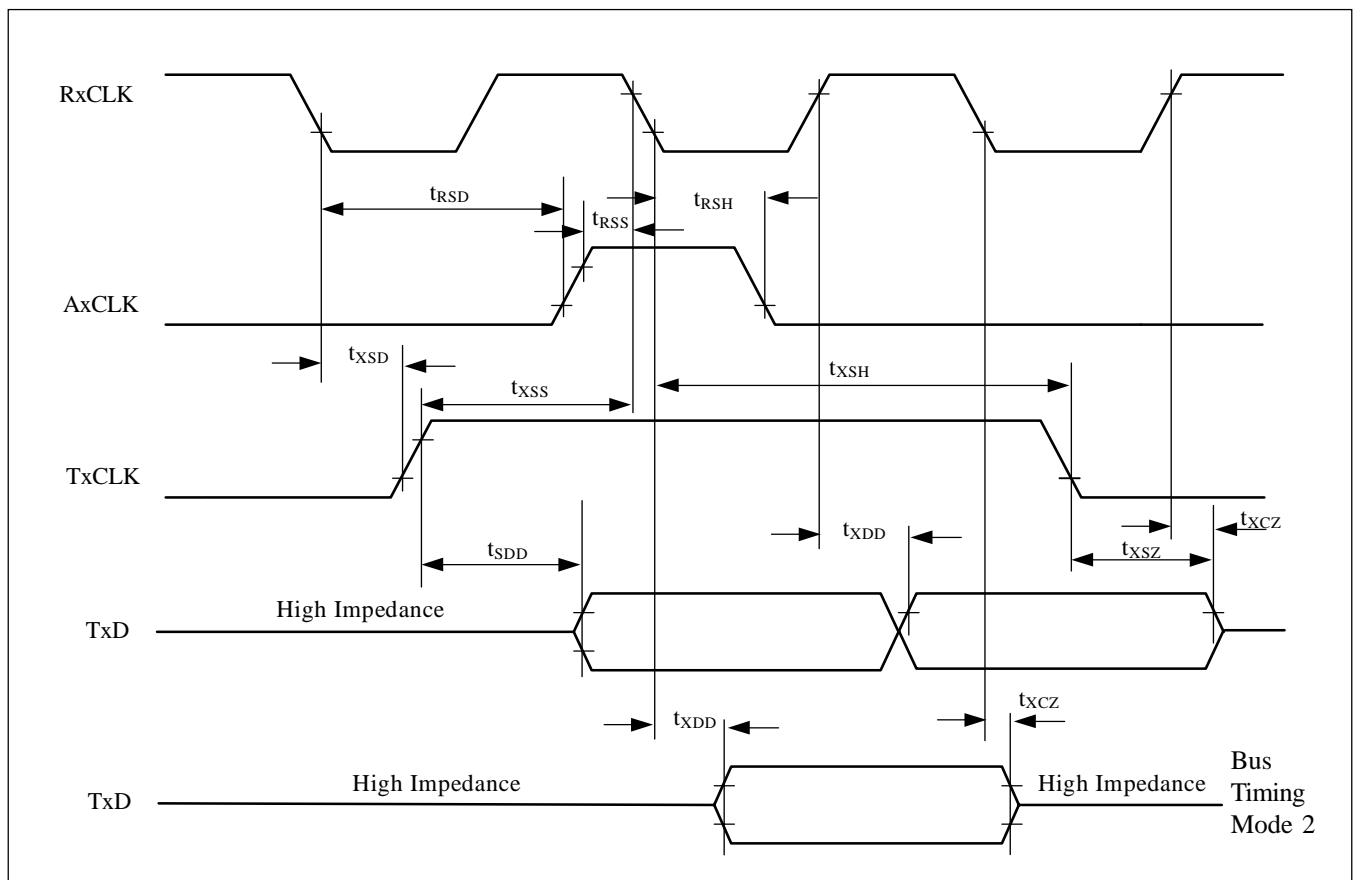 RxCLK
tRSD
tRSS
tRSH
AxCLK
tXSD
tXSS
tXSH
TxCLK
tSDD
tXDD
tXCZ
tXSZ
High Impedance
TxD
tXDD
tXCZ
High Impedance
High Impedance
TxD
Bus
Timing
Mode 2